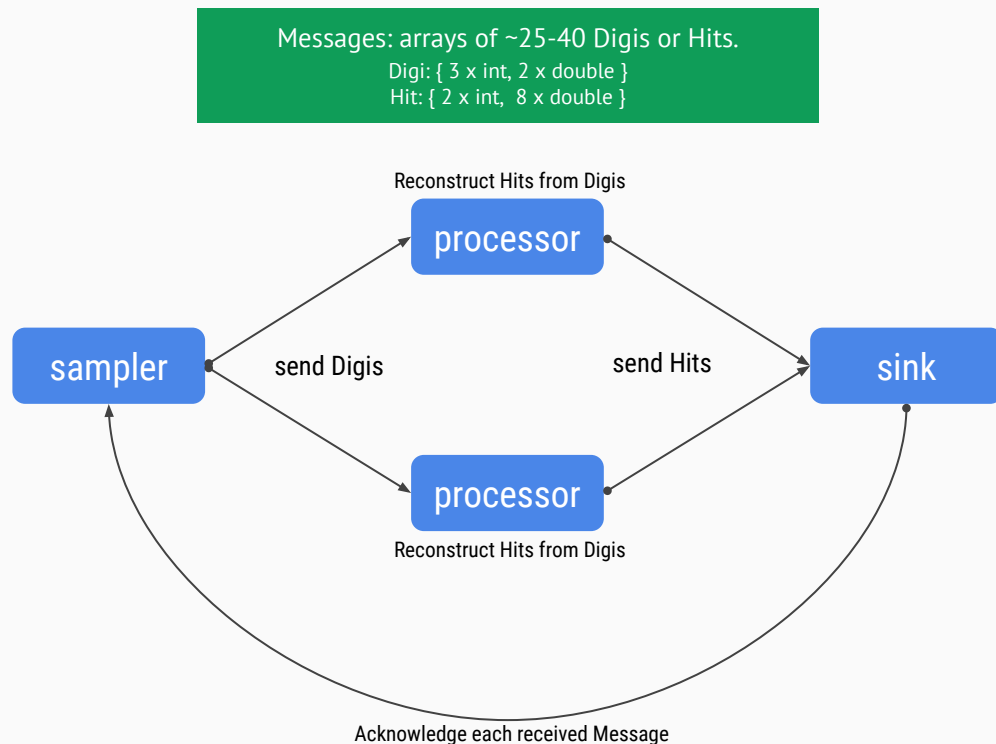 Messages: arrays of ~25-40 Digis or Hits.
Digi: { 3 x int, 2 x double }
Hit: { 2 x int, 8 x double }
Reconstruct Hits from Digis
processor
sampler
send Digis
send Hits
sink
processor
Reconstruct Hits from Digis
Acknowledge each received Message